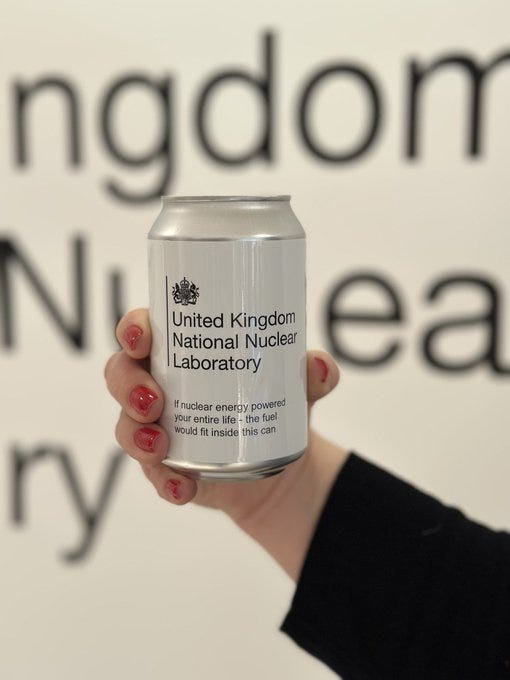 ngdom
Nu ea
ry
United Kingdom
National Nuclear
Laboratory
If nuclear energy powered
your entire life - the fuel
would fit inside this can